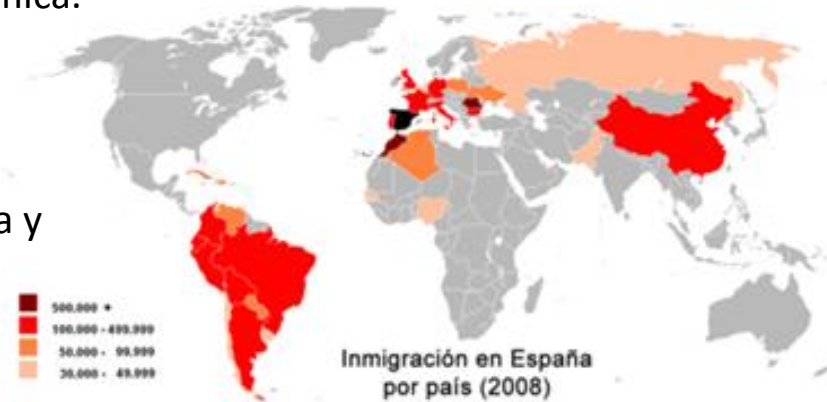 nica.
a y
500.000 +
100.000 - 499.999
50.000 - 99.999
30.000 - 49.999
Inmigración en España
por país (2008)